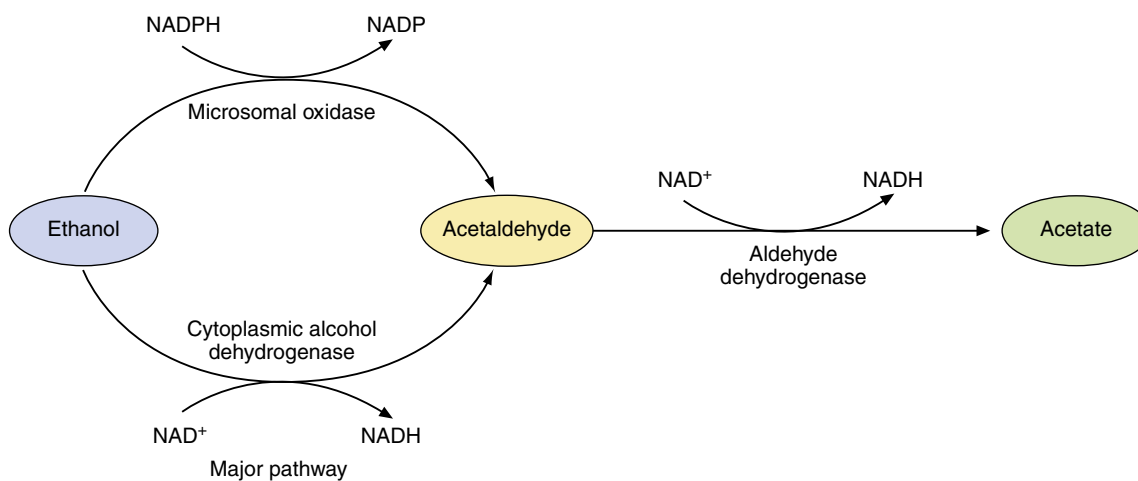 NADPH NADP
Microsomal oxidase
NAD⁺ NADH
Ethanol Acetaldehyde Acetate
Aldehyde
dehydrogenase
Cytoplasmic alcohol
dehydrogenase
NAD⁺ NADH
Major pathway